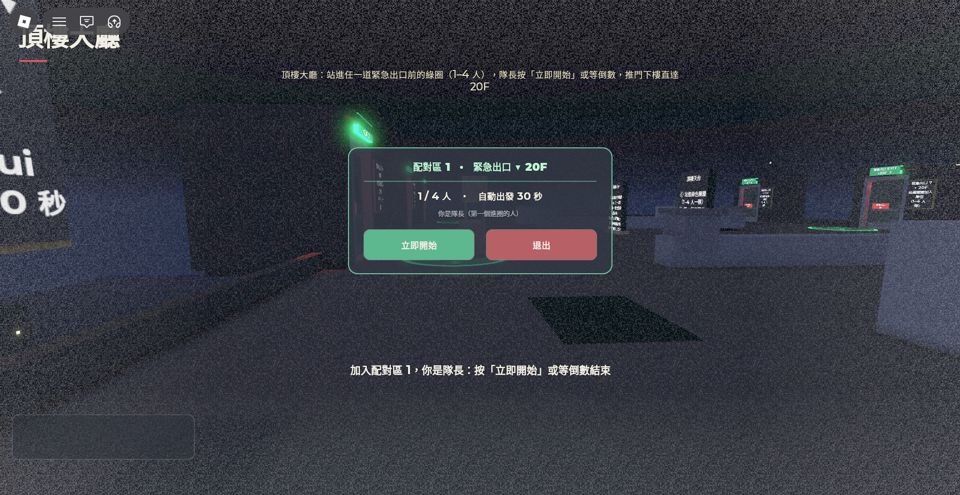 頂樓大廳
頂樓大廳：站進任一道緊急出口前的綠圈（1–4 人），隊長按「立即開始」或等倒數，推門下樓直達
20F
ui
0 秒
配對區 1 • 緊急出口 ▼ 20F
1 / 4 人 • 自動出發 30 秒
你是隊長（第一個進圈的人）
立即開始
退出
加入配對區 1，你是隊長：按「立即開始」或等倒數結束